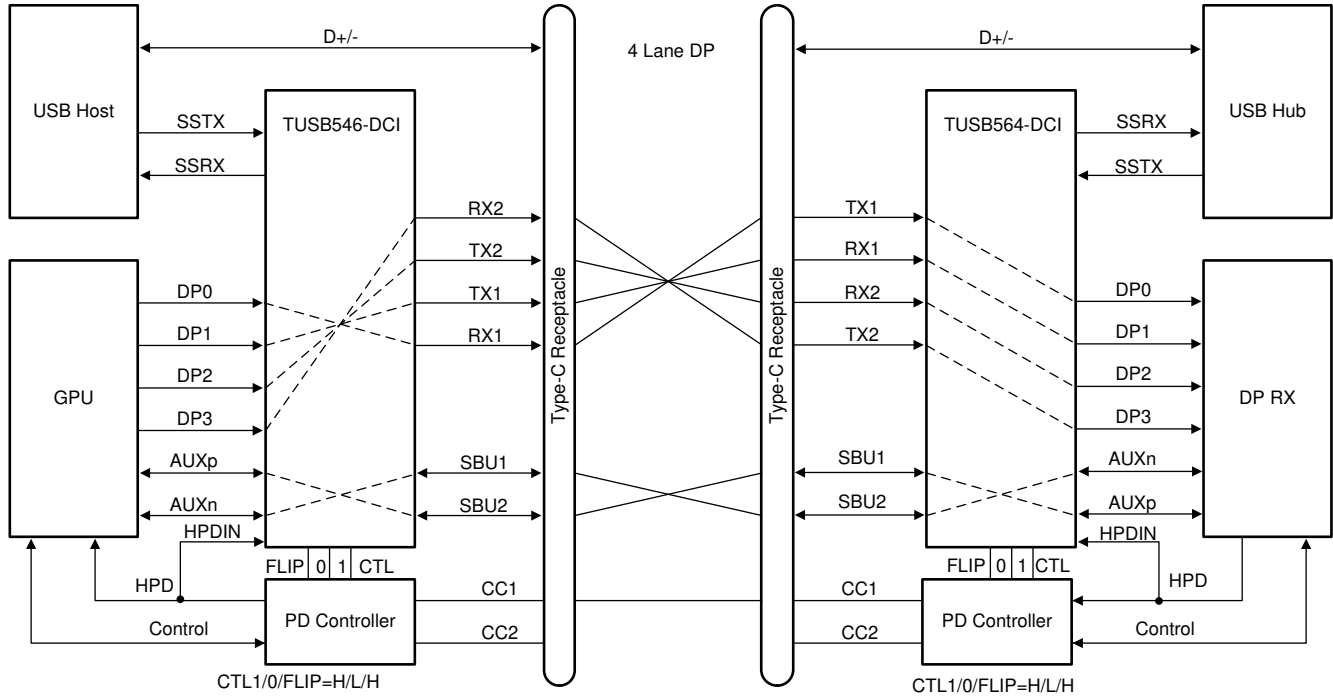 D+/-
4 Lane DP
D+/-
USB Host
TUSB546-DCI
TUSB564-DCI
USB Hub
SSTX
SSRX
SSRX
SSTX
RX2
TX2
TX1
RX1
Type-C Receptacle
Type-C Receptacle
TX1
RX1
RX2
TX2
GPU
DP0
DP1
DP2
DP3
AUXp
AUXn
HPDIN
SBU1
SBU2
SBU1
SBU2
DP0
DP1
DP2
DP3
AUXn
AUXp
HPDIN
DP RX
FLIP 0 1 CTL
FLIP 0 1 CTL
HPD
Control
PD Controller
CC1
CC2
CC1
CC2
PD Controller
HPD
Control
CTL1/0/FLIP=H/L/H
CTL1/0/FLIP=H/L/H